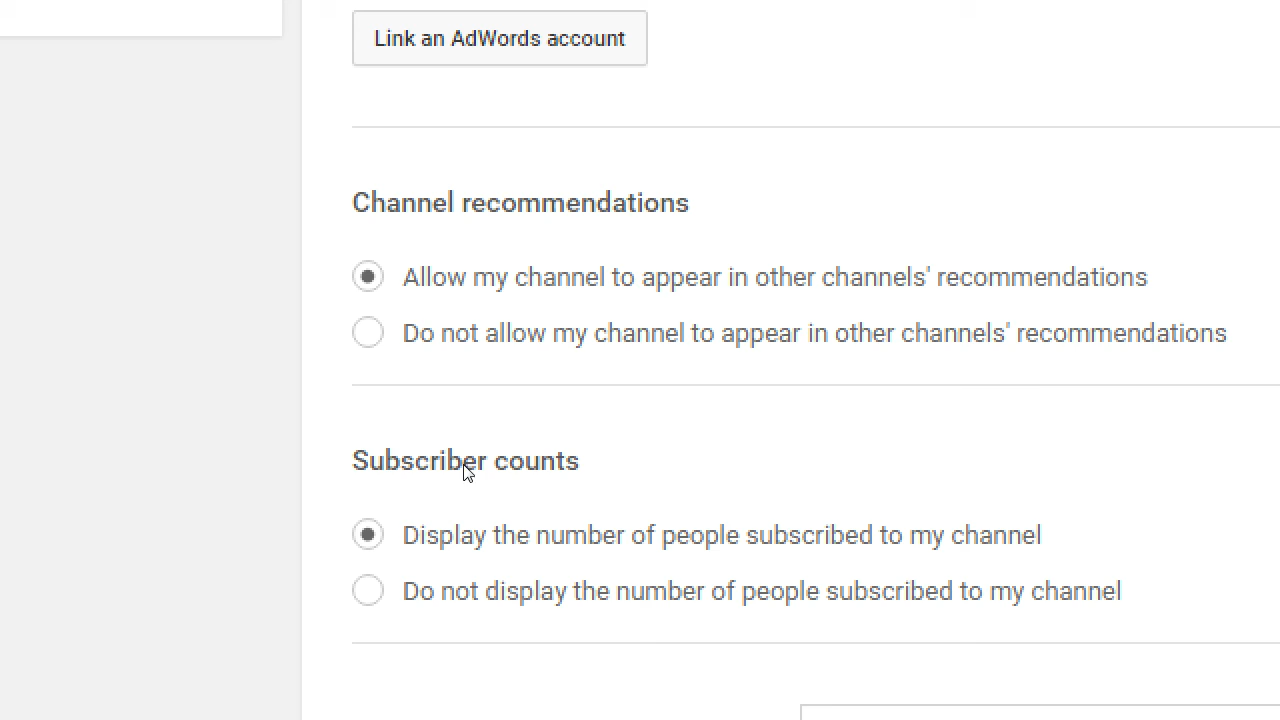 Link an AdWords account
Channel recommendations
Allow my channel to appear in other channels' recommendations
Do not allow my channel to appear in other channels' recommendations
Subscriber counts
Display the number of people subscribed to my channel
Do not display the number of people subscribed to my channel